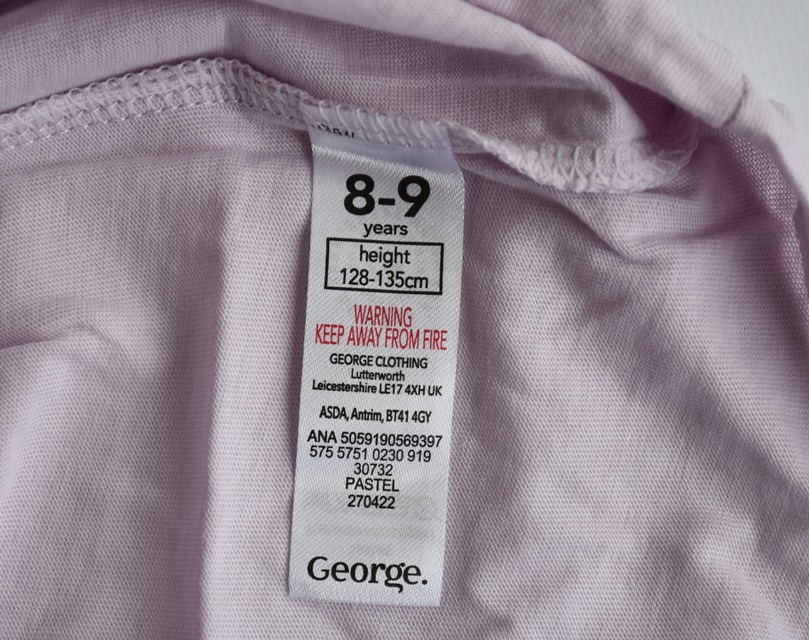 8-9
years
height
128-135cm
WARNING
KEEP AWAY FROM FIRE
GEORGE CLOTHING
Lutterworth
Leicestershire LE17 4XH UK
ASDA, Antrim, BT41 4GY
ANA 5059190569397
575 5751 0230 919
30732
PASTEL
270422
George.